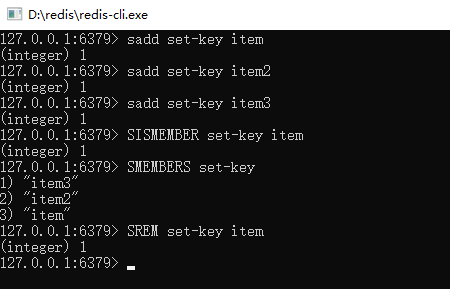 D:\redis\redis-cli.exe
127.0.0.1:6379> sadd set-key item
(integer) 1
127.0.0.1:6379> sadd set-key item2
(integer) 1
127.0.0.1:6379> sadd set-key item3
(integer) 1
127.0.0.1:6379> SISMEMBER set-key item
(integer) 1
127.0.0.1:6379> SMEMBERS set-key
1) "item3"
2) "item2"
3) "item"
127.0.0.1:6379> SREM set-key item
(integer) 1
127.0.0.1:6379>